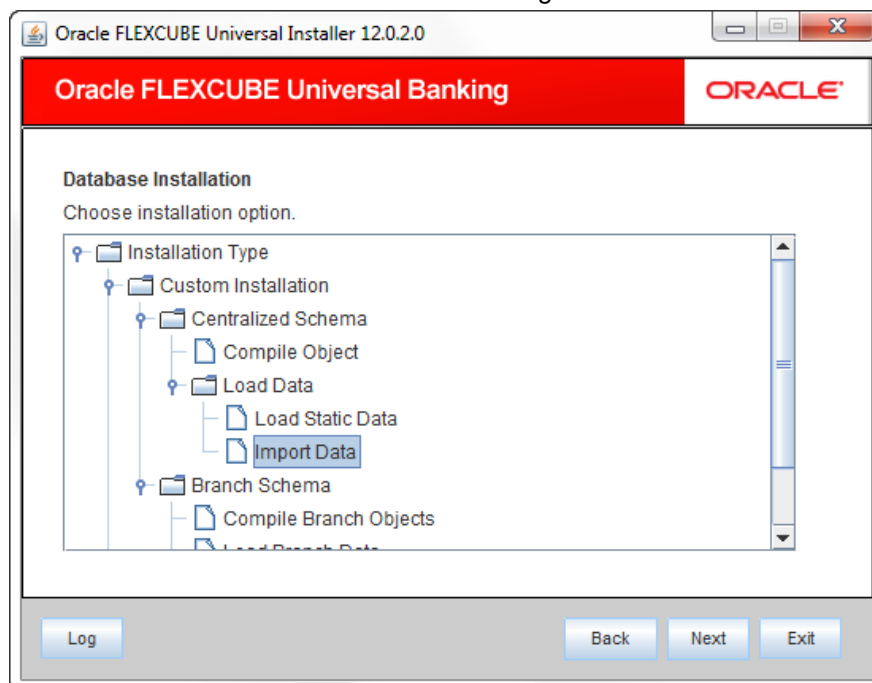 Oracle FLEXCUBE Universal Installer 12.0.2.0
Oracle FLEXCUBE Universal Banking
ORACLE
Database Installation
Choose installation option.
Installation Type
Custom Installation
Centralized Schema
Compile Object
Load Data
Load Static Data
Import Data
Branch Schema
Compile Branch Objects
Log
Back Next Exit